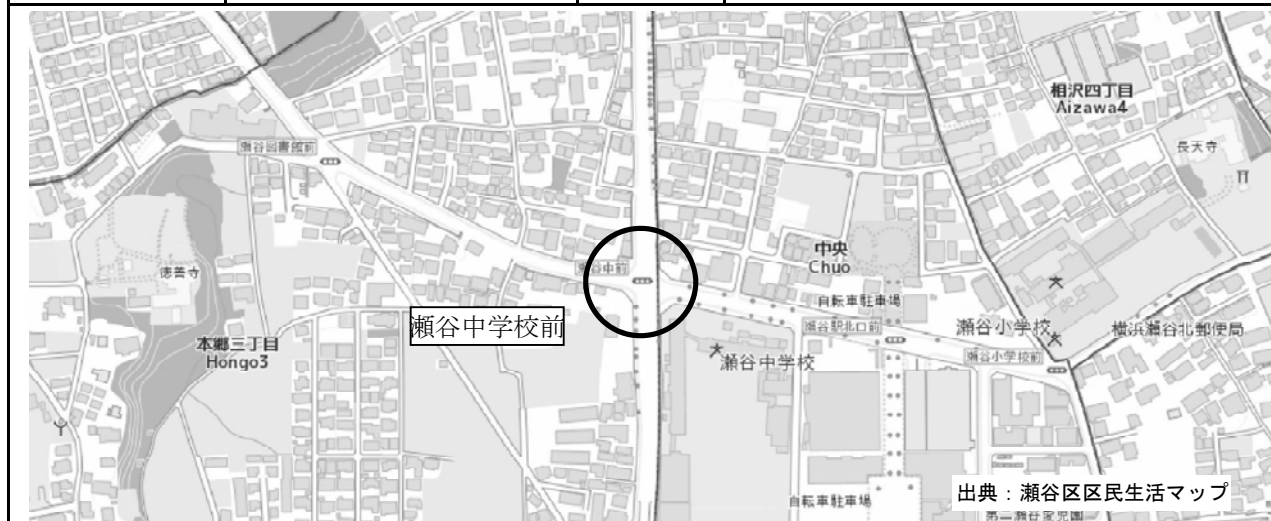 相沢四丁目
Aizawa4
長天寺
瀬谷図書館前
徳善寺
瀬谷中前
中央
Chuo
自転車駐車場
瀬谷中学校前
瀬谷駅北口前
瀬谷小学校
横浜瀬谷北郵便局
本郷三丁目
Hongo3
瀬谷中学校
瀬谷小学校前
出典:瀬谷区区民生活マップ
自転車駐車場